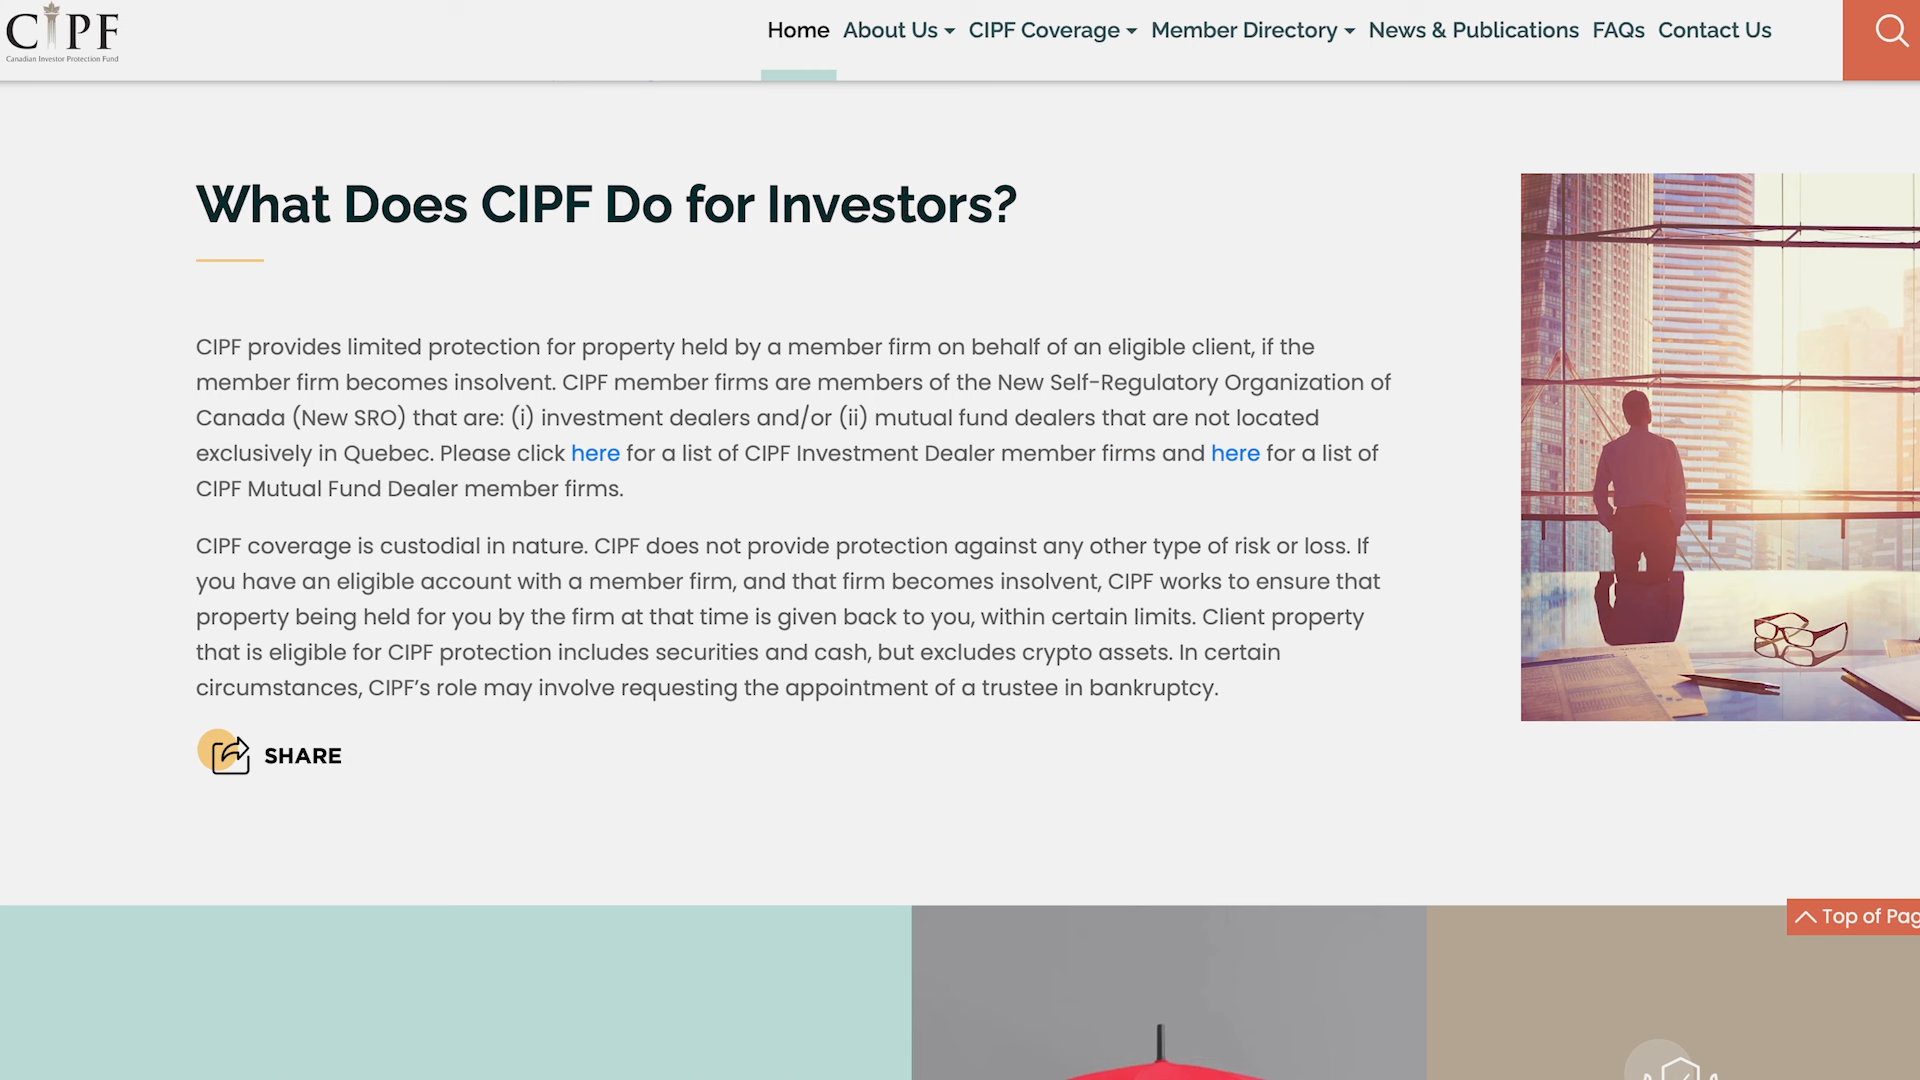 CIPF
Canadian Investor Protection Fund
Home About Us CIPF Coverage Member Directory News & Publications FAQs Contact Us
What Does CIPF Do for Investors?
CIPF provides limited protection for property held by a member firm on behalf of an eligible client, if the
member firm becomes insolvent. CIPF member firms are members of the New Self-Regulatory Organization of
Canada (New SRO) that are: (i) investment dealers and/or (ii) mutual fund dealers that are not located
exclusively in Quebec. Please click here for a list of CIPF Investment Dealer member firms and here for a list of
CIPF Mutual Fund Dealer member firms.
CIPF coverage is custodial in nature. CIPF does not provide protection against any other type of risk or loss. If
you have an eligible account with a member firm, and that firm becomes insolvent, CIPF works to ensure that
property being held for you by the firm at that time is given back to you, within certain limits. Client property
that is eligible for CIPF protection includes securities and cash, but excludes crypto assets. In certain
circumstances, CIPF’s role may involve requesting the appointment of a trustee in bankruptcy.
SHARE
Top of Pag